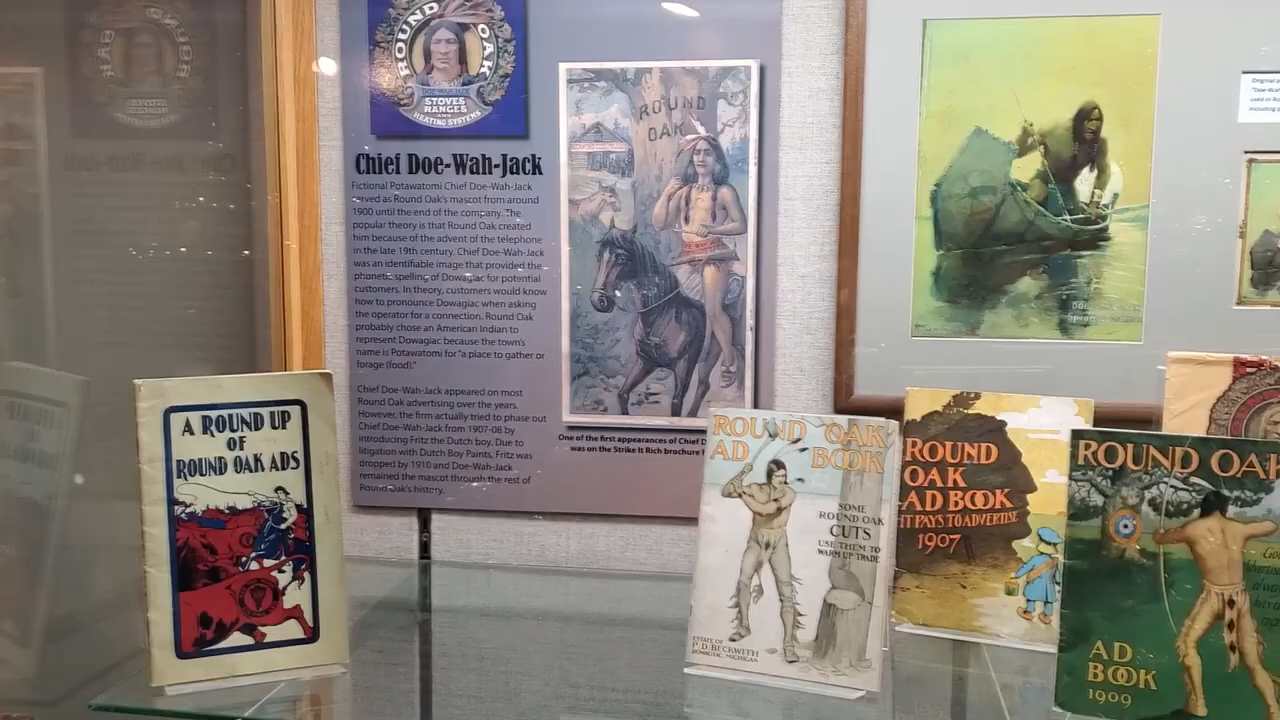 ROUND OAK
DOE-WAH-JACK
STOVES
RANGES
AND
HEATING SYSTEMS
Chief Doe-Wah-Jack
Fictional Potawatomi Chief Doe-Wah-Jack
served as Round Oak's mascot from around
1900 until the end of the company. The
popular theory is that Round Oak created
him because of the advent of the telephone
in the late 19th century. Chief Doe-Wah-Jack
was an identifiable image that provided the
phonetic spelling of Dowagiac for potential
customers. In theory, customers would know
how to pronounce Dowagiac when asking
the operator for a connection. Round Oak
probably chose an American Indian to
represent Dowagiac because the town's
name is Potawatomi for "a place to gather or
forage (food)."
Chief Doe-Wah-Jack appeared on most
Round Oak advertising over the years.
However, the firm actually tried to phase out
Chief Doe-Wah-Jack from 1907-08 by
introducing Fritz the Dutch boy. Due to
litigation with Dutch Boy Paints, Fritz was
dropped by 1910 and Doe-Wah-Jack
remained the mascot through the rest of
Round Oak's history.
ROUND
OAK
One of the first appearances of Chief D
was on the Strike It Rich brochure
Original a
"Doe-Wah
used in Ro
including p
A ROUND UP
OF
ROUND OAK ADS
ROUND OAK
AD BOOK
SOME
ROUND OAK
CUTS
USE THEM TO
WARM UP TRADE
ESTATE OF
P. D. BECKWITH
DOWAGIAC, MICHIGAN
ROUND
OAK
AD BOOK
IT PAYS TO ADVERTISE
1907
ROUND OAK
AD
BOOK
1909